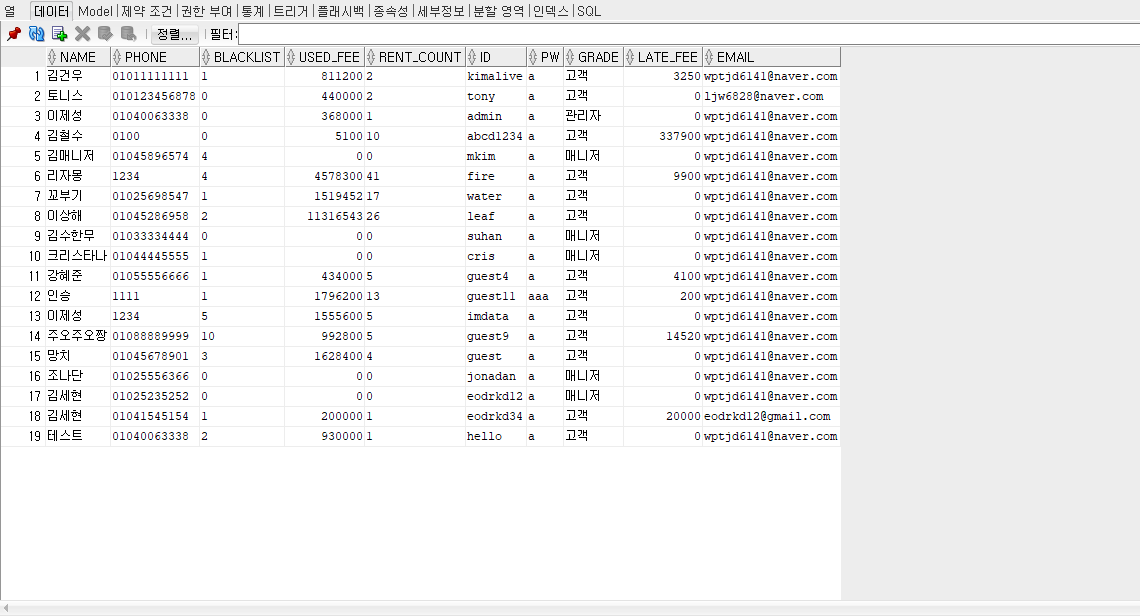 열 데이터 Model 제약 조건 권한 부여 통계 트리거 플래시백 종속성 세부정보 분할 영역 인덱스 SQL
정렬... 필터:
NAME PHONE BLACKLIST USED_FEE RENT_COUNT ID PW GRADE LATE_FEE EMAIL
1 김건우 01011111111 1 811200 2 kimalive a 고객 3250 wptjd6141@naver.com
2 토니스 010123456878 0 440000 2 tony a 고객 0 ljw6828@naver.com
3 이제성 01040063338 0 368000 1 admin a 관리자 0 wptjd6141@naver.com
4 김철수 0100 0 5100 10 abcd1234 a 고객 337900 wptjd6141@naver.com
5 김매니저 01045896574 4 0 0 mkim a 매니저 0 wptjd6141@naver.com
6 리자몽 1234 4 4578300 41 fire a 고객 9900 wptjd6141@naver.com
7 꼬부기 01025698547 1 1519452 17 water a 고객 0 wptjd6141@naver.com
8 이상해 01045286958 2 11316543 26 leaf a 고객 0 wptjd6141@naver.com
9 김수한무 01033334444 0 0 0 suhan a 매니저 0 wptjd6141@naver.com
10 크리스타나 01044445555 1 0 0 cris a 매니저 0 wptjd6141@naver.com
11 강혜준 01055556666 1 434000 5 guest4 a 고객 4100 wptjd6141@naver.com
12 인승 1111 1 1796200 13 guest11 aaa 고객 200 wptjd6141@naver.com
13 이제성 1234 5 1555600 5 imdata a 고객 0 wptjd6141@naver.com
14 주오주오짱 01088889999 10 992800 5 guest9 a 고객 14520 wptjd6141@naver.com
15 망치 01045678901 3 1628400 4 guest a 고객 0 wptjd6141@naver.com
16 조나단 01025556366 0 0 0 jonadan a 매니저 0 wptjd6141@naver.com
17 김세현 01025235252 0 0 0 eodrkd12 a 매니저 0 wptjd6141@naver.com
18 김세현 01041545154 1 200000 1 eodrkd34 a 고객 20000 eodrkd12@gmail.com
19 테스트 01040063338 2 930000 1 hello a 고객 0 wptjd6141@naver.com